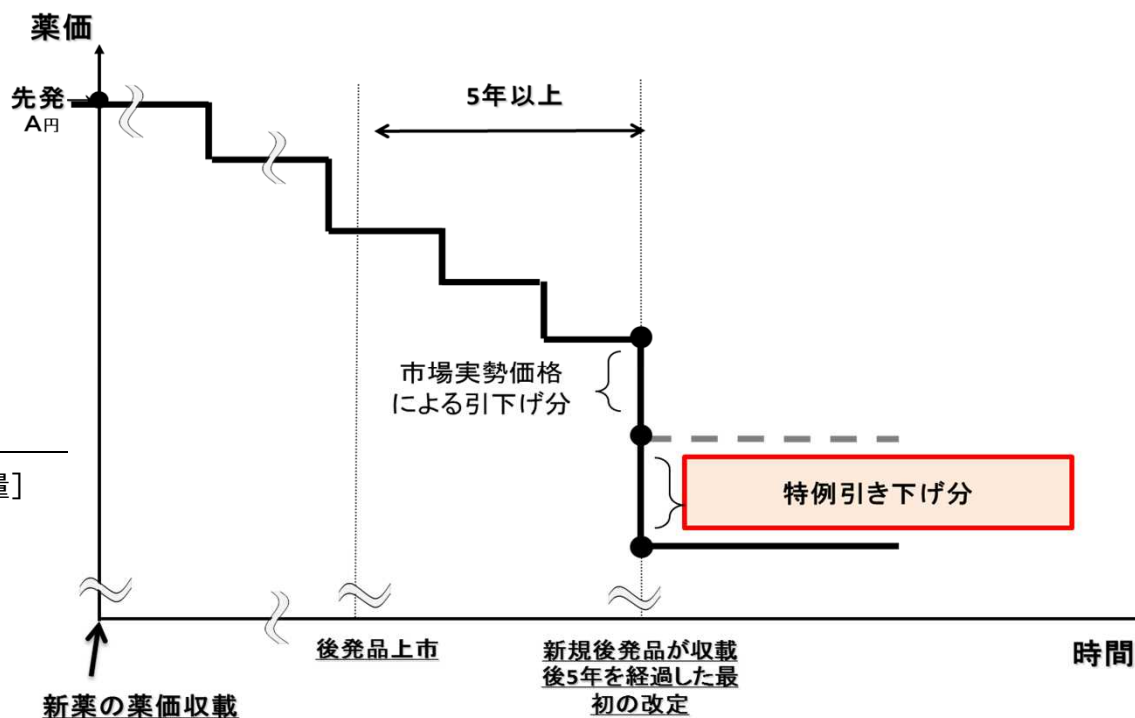 薬価
先発
A円
5年以上
市場実勢価格
による引下げ分
量]
特例引き下げ分
後発品上市
新規後発品が収載
後5年を経過した最
初の改定
時間
新薬の薬価収載